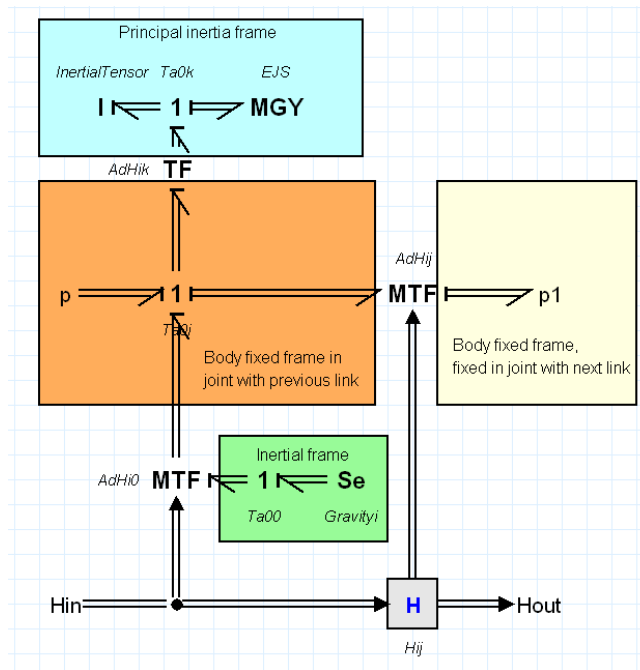 Principal inertia frame
InertialTensor Ta0k EJS
I 1 MGY
AdHik TF
AdHij
p 1 MTF p1
Ta0i
Body fixed frame in
joint with previous link
Body fixed frame,
fixed in joint with next link
Inertial frame
AdHi0 MTF 1 Se
Ta00 Gravityi
Hin H Hout
Hij